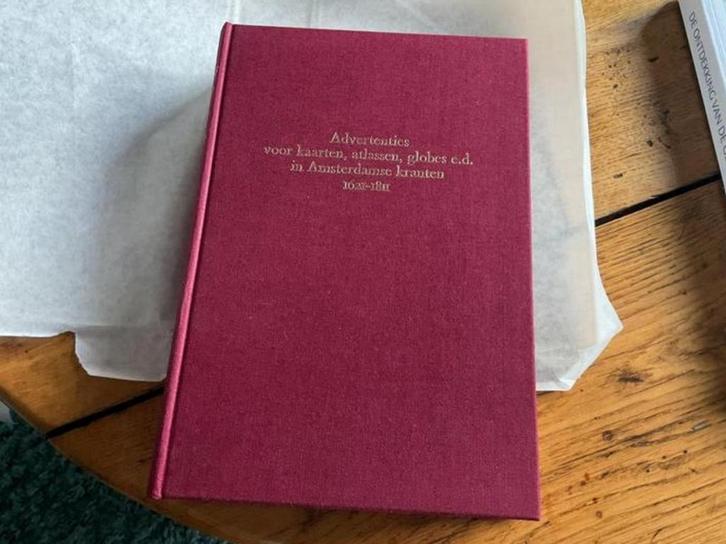 Advertenties
voor kaarten, atlassen, globes e.d.
in Amsterdamse kranten
1621-1811
DE ONTDEKKING VAN DE